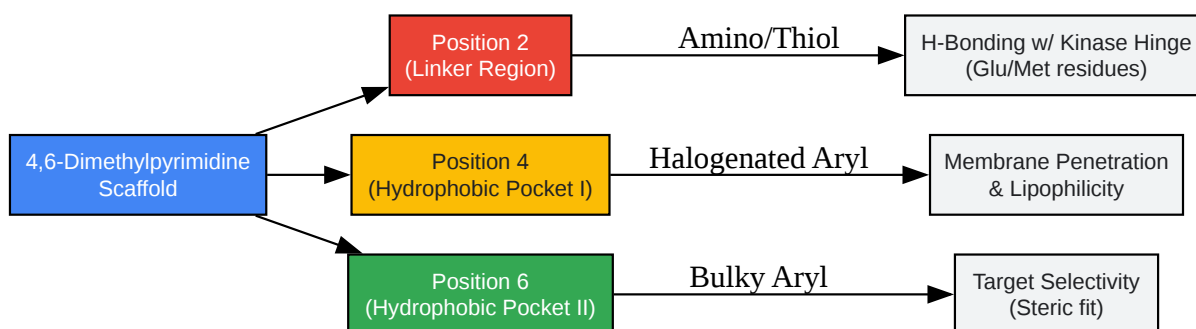 Position 2
(Linker Region)
Amino/Thiol
H-Bonding w/ Kinase Hinge
(Glu/Met residues)
4,6-Dimethylpyrimidine
Scaffold
Position 4
(Hydrophobic Pocket I)
Halogenated Aryl
Membrane Penetration
& Lipophilicity
Position 6
(Hydrophobic Pocket II)
Bulky Aryl
Target Selectivity
(Steric fit)